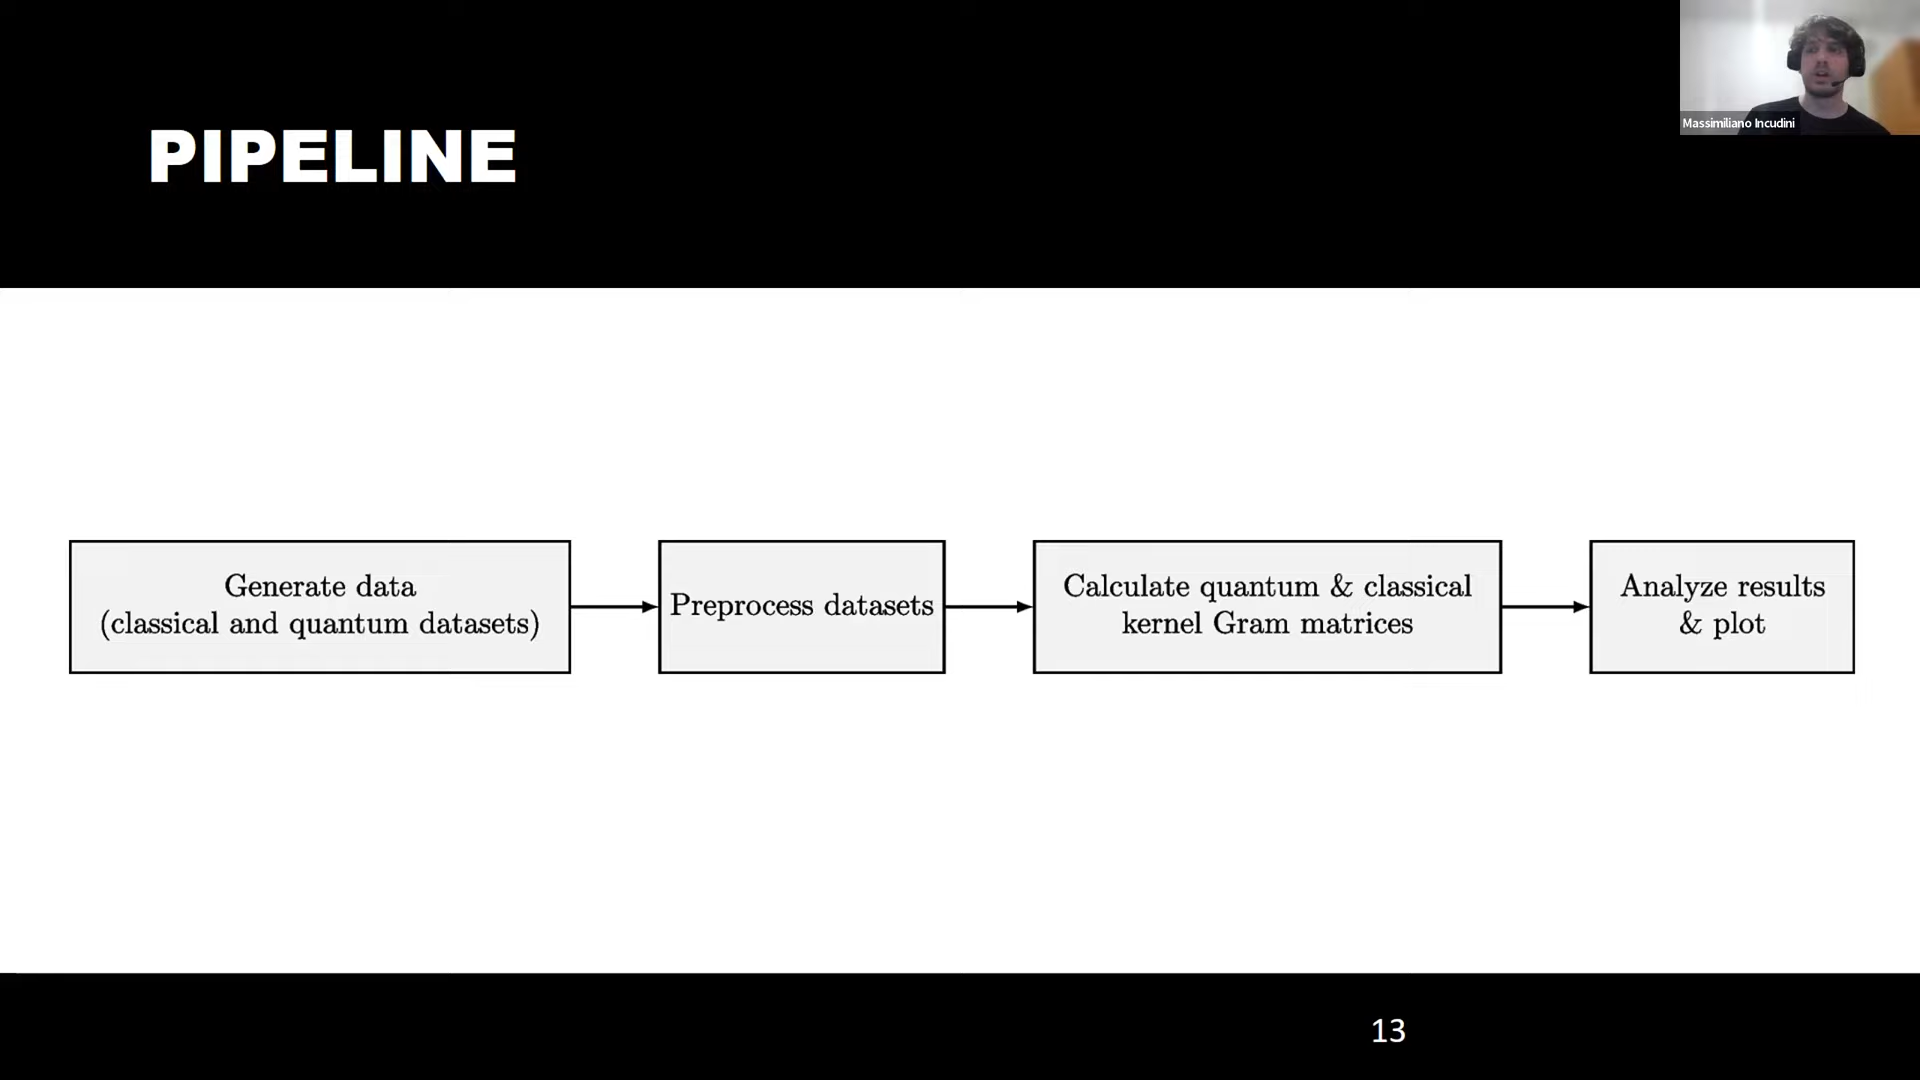 PIPELINE
Massimiliano Incudini
Generate data
(classical and quantum datasets)
Preprocess datasets
Calculate quantum & classical
kernel Gram matrices
Analyze results
& plot
13